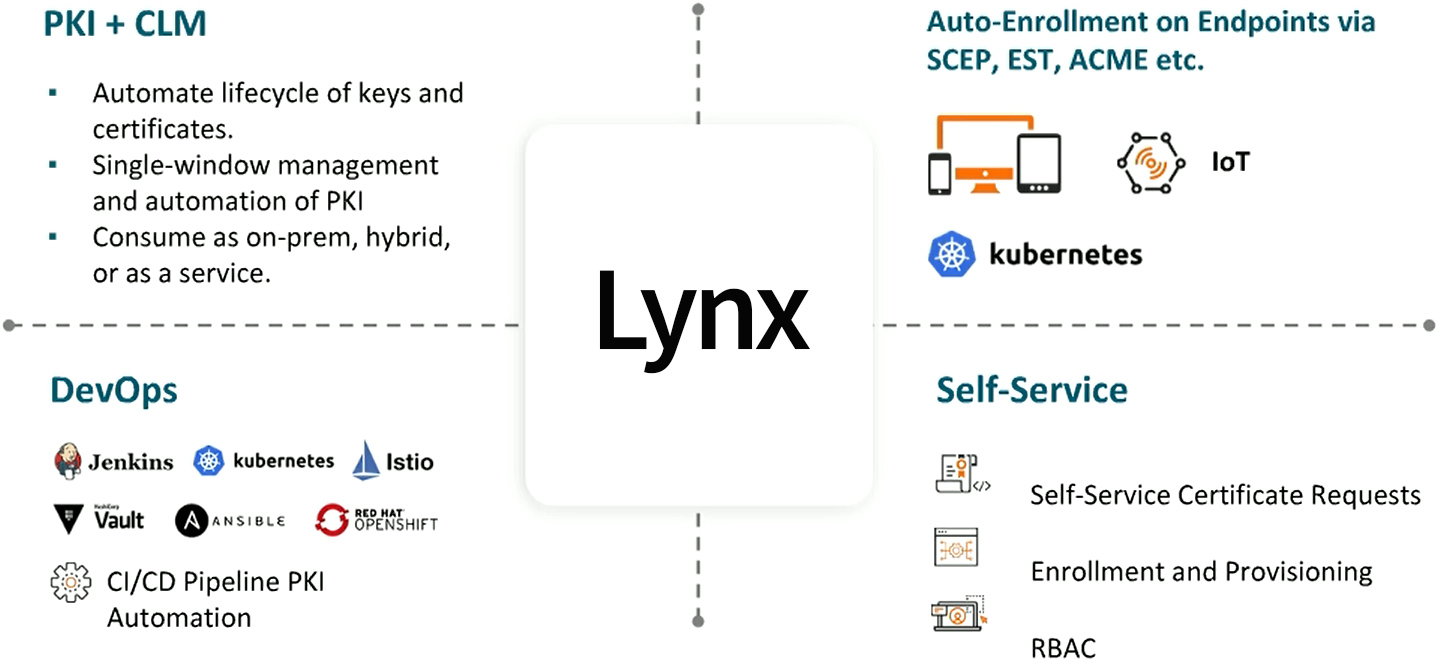 PKI + CLM
▪ Automate lifecycle of keys and
certificates.
▪ Single-window management
and automation of PKI
▪ Consume as on-prem, hybrid,
or as a service.
Auto-Enrollment on Endpoints via
SCEP, EST, ACME etc.
IoT
kubernetes
Lynx
DevOps
Jenkins kubernetes Istio
HashiCorp
Vault ANSIBLE RED HAT
OPENSHIFT
CI/CD Pipeline PKI
Automation
Self-Service
</>
Self-Service Certificate Requests
Enrollment and Provisioning
RBAC